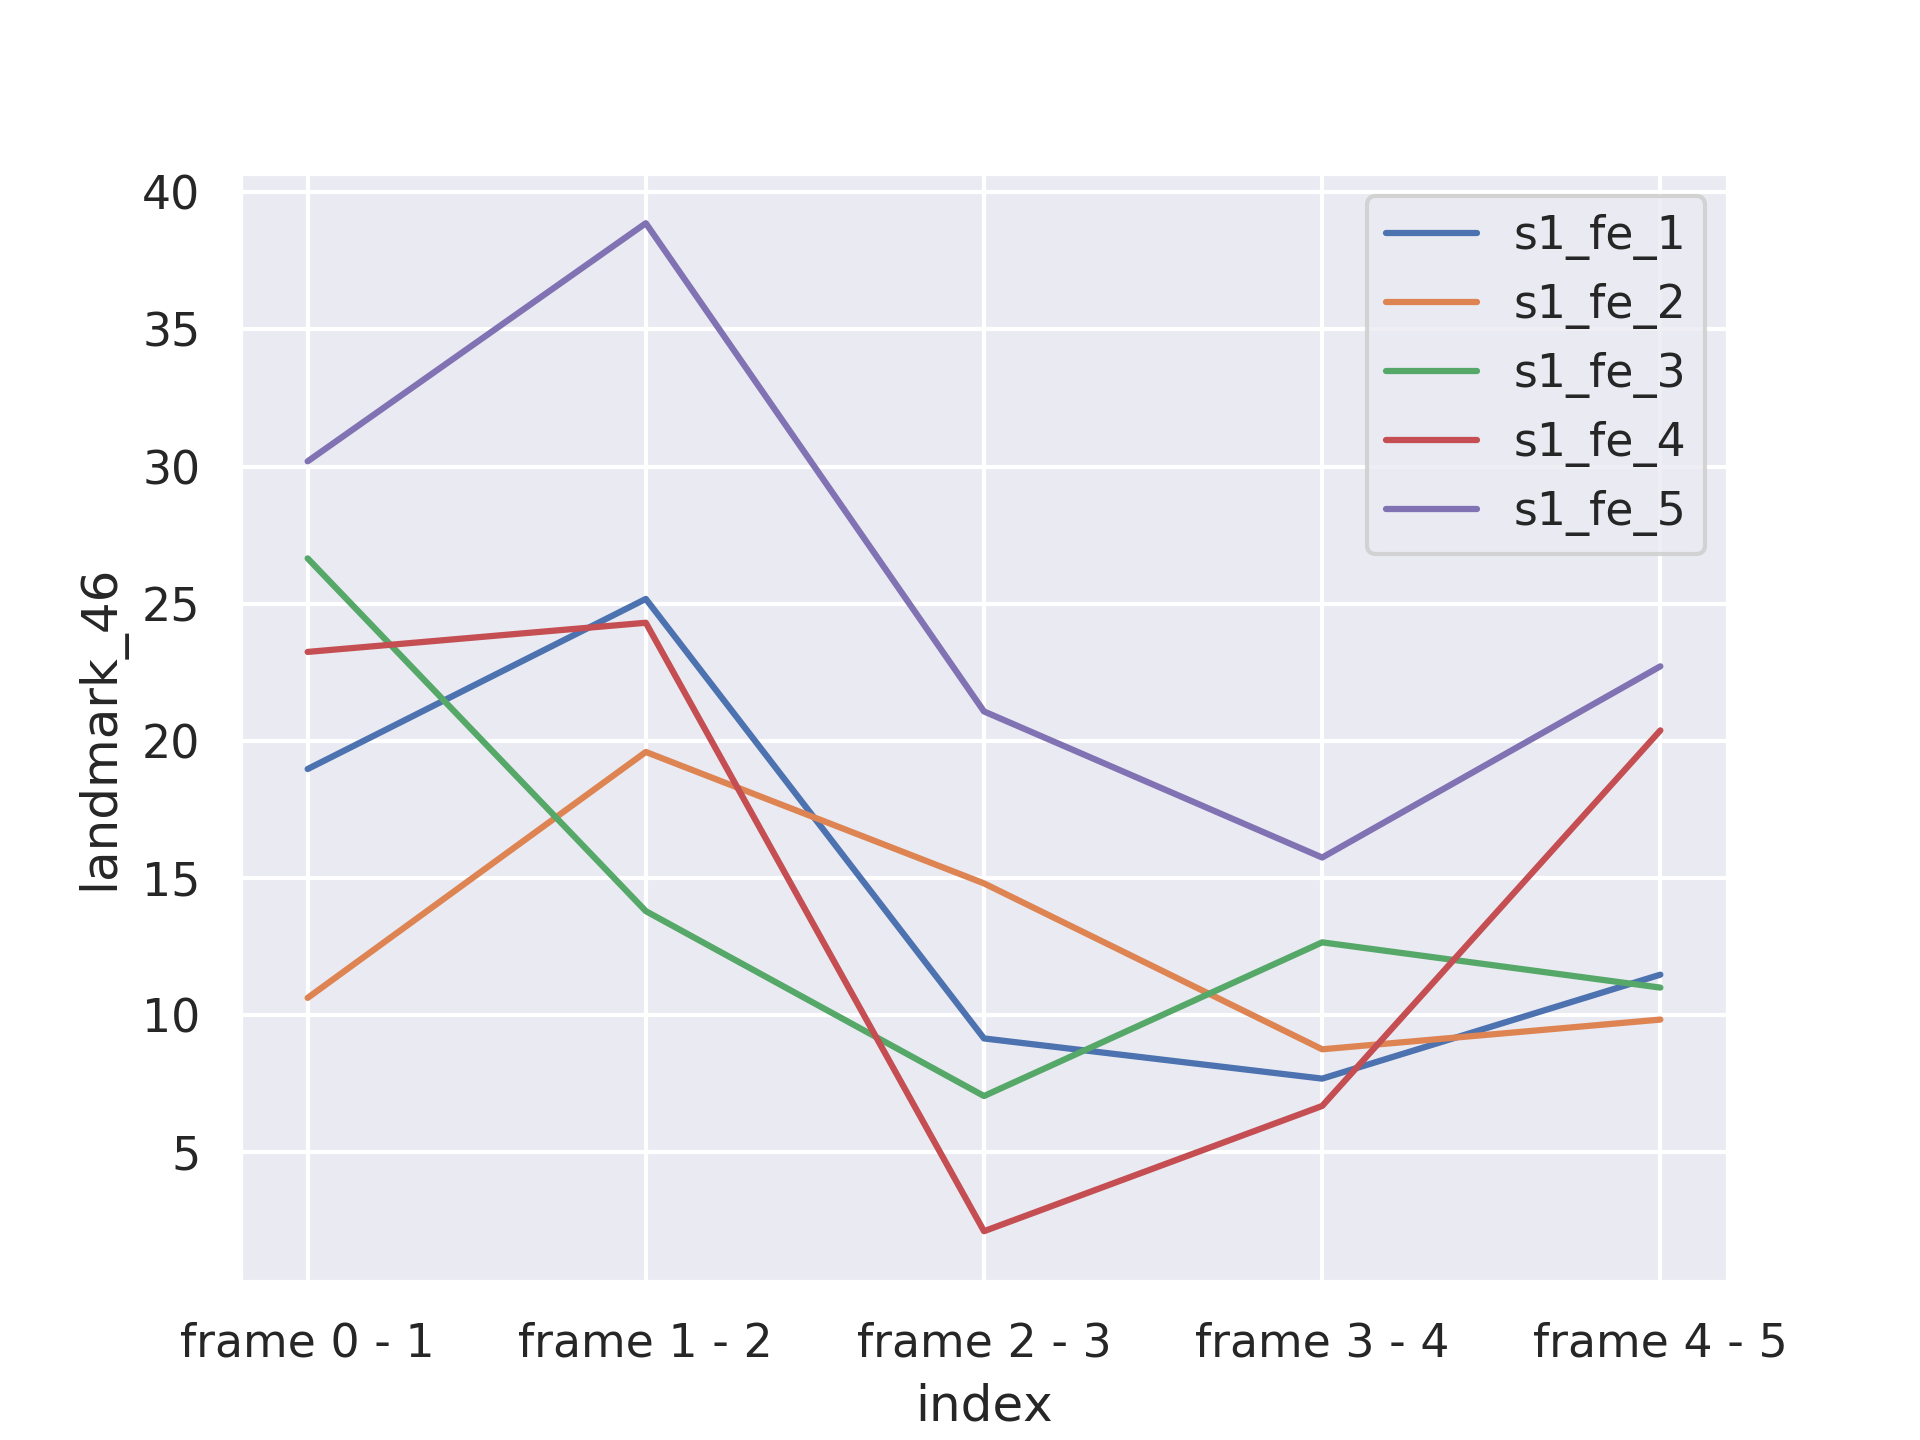 40
35
30
25
20
15
10
5
landmark_46
s1_fe_1
s1_fe_2
s1_fe_3
s1_fe_4
s1_fe_5
frame 0 - 1
frame 1 - 2
frame 2 - 3
frame 3 - 4
frame 4 - 5
index